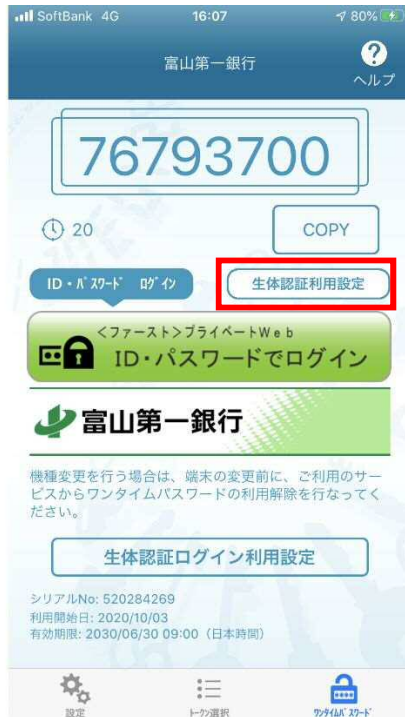 SoftBank 4G 16:07 80%
富山第一銀行
?
ヘルプ
76793700
20 COPY
ID・パスワード ログイン 生体認証利用設定
<ファースト>プライベートWeb
ID・パスワードでログイン
富山第一銀行
機種変更を行う場合は、端末の変更前に、ご利用のサー
ビスからワンタイムパスワードの利用解除を行なってく
ださい。
生体認証ログイン利用設定
シリアルNo: 520284269
利用開始日: 2020/10/03
有効期限: 2030/06/30 09:00（日本時間）
設定 トークン選択 ワンタイムパスワード